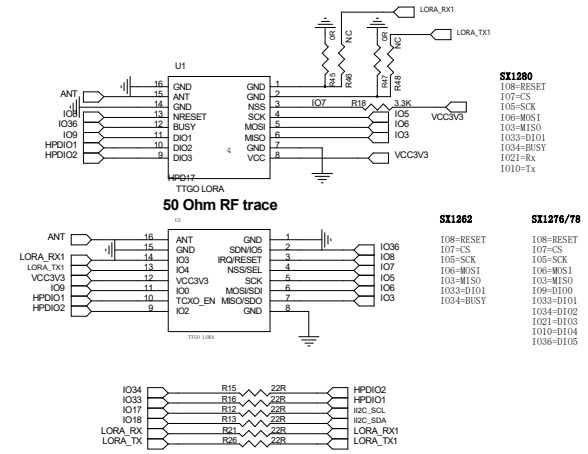 LORA_RX1
LORA_TX1
0R
NC
0R
NC
R45
R46
R47
R48
U1
ANT
IO8
IO36
IO9
HPDIO1
HPDIO2
16 GND GND 1
15 ANT GND 2
14 GND NSS 3 IO7 R18 3.3K VCC3V3
13 NRESET SCK 4 IO5
12 BUSY MOSI 5 IO6
11 DIO1 MISO 6 IO3
10 DIO2 GND 7
9 DIO3 VCC 8 VCC3V3
4
HPD17
TTGO LORA
50 Ohm RF trace
SX1280
IO8=RESET
IO7=CS
IO5=SCK
IO6=MOSI
IO3=MISO
IO33=DIO1
IO34=BUSY
IO21=Rx
IO10=Tx
U2
ANT 16 ANT GND 1
15 GND SDN/IO5 2 IO36
LORA_RX1 14 IO3 IRQ/RESET 3 IO8
LORA_TX1 13 IO4 NSS/SEL 4 IO7
VCC3V3 12 VCC3V3 SCK 5 IO5
IO9 11 IO0 MOSI/SDI 6 IO6
HPDIO1 10 TCXO_EN MISO/SDO 7 IO3
HPDIO2 9 IO2 GND 8
TTGO LORA
SX1262
IO8=RESET
IO7=CS
IO5=SCK
IO6=MOSI
IO3=MISO
IO33=DIO1
IO34=BUSY
SX1276/78
IO8=RESET
IO7=CS
IO5=SCK
IO6=MOSI
IO3=MISO
IO9=DIO0
IO33=DIO1
IO34=DIO2
IO21=DIO3
IO10=DIO4
IO36=DIO5
IO34 R15 22R HPDIO2
IO33 R16 22R HPDIO1
IO17 R12 22R II2C_SCL
IO18 R13 22R II2C_SDA
LORA_RX R21 22R LORA_RX1
LORA_TX R26 22R LORA_TX1